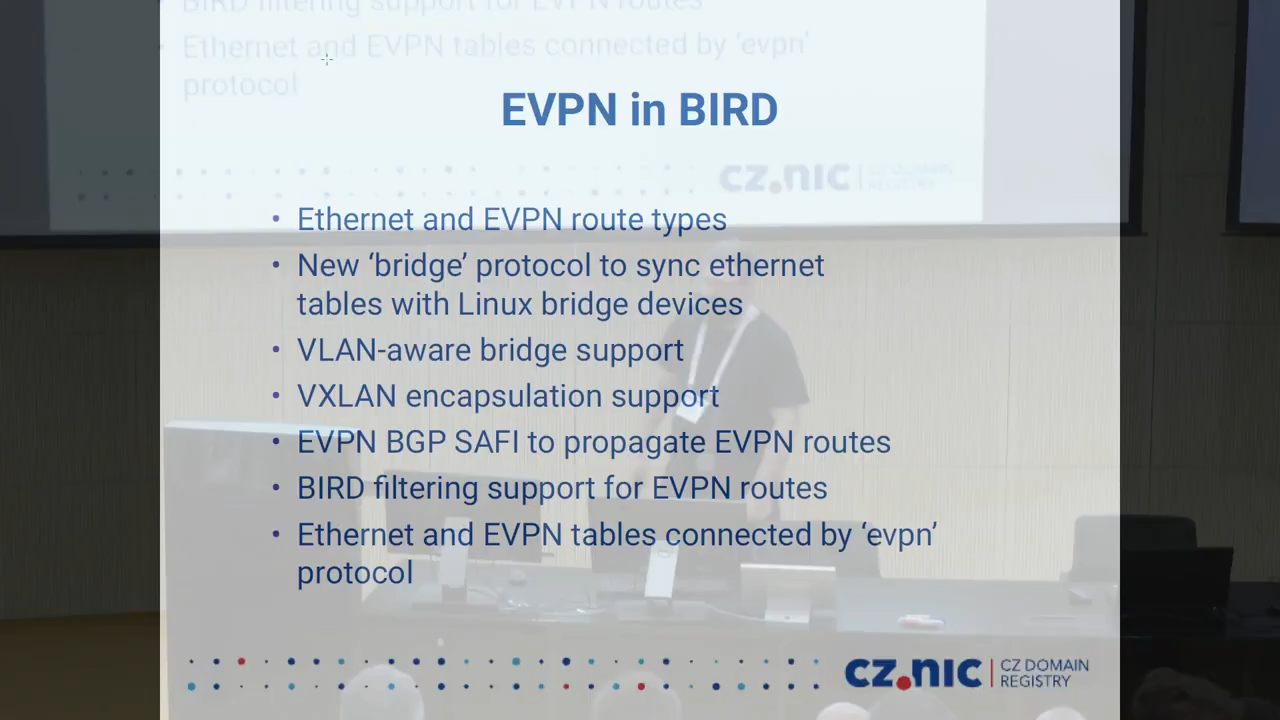 BIRD filtering support for EVPN routes
Ethernet and EVPN tables connected by ‘evpn’
protocol
CZ.NIC | CZ DOMAIN
REGISTRY
EVPN in BIRD
• Ethernet and EVPN route types
• New ‘bridge’ protocol to sync ethernet
tables with Linux bridge devices
• VLAN-aware bridge support
• VXLAN encapsulation support
• EVPN BGP SAFI to propagate EVPN routes
• BIRD filtering support for EVPN routes
• Ethernet and EVPN tables connected by ‘evpn’
protocol
CZ.NIC | CZ DOMAIN
REGISTRY